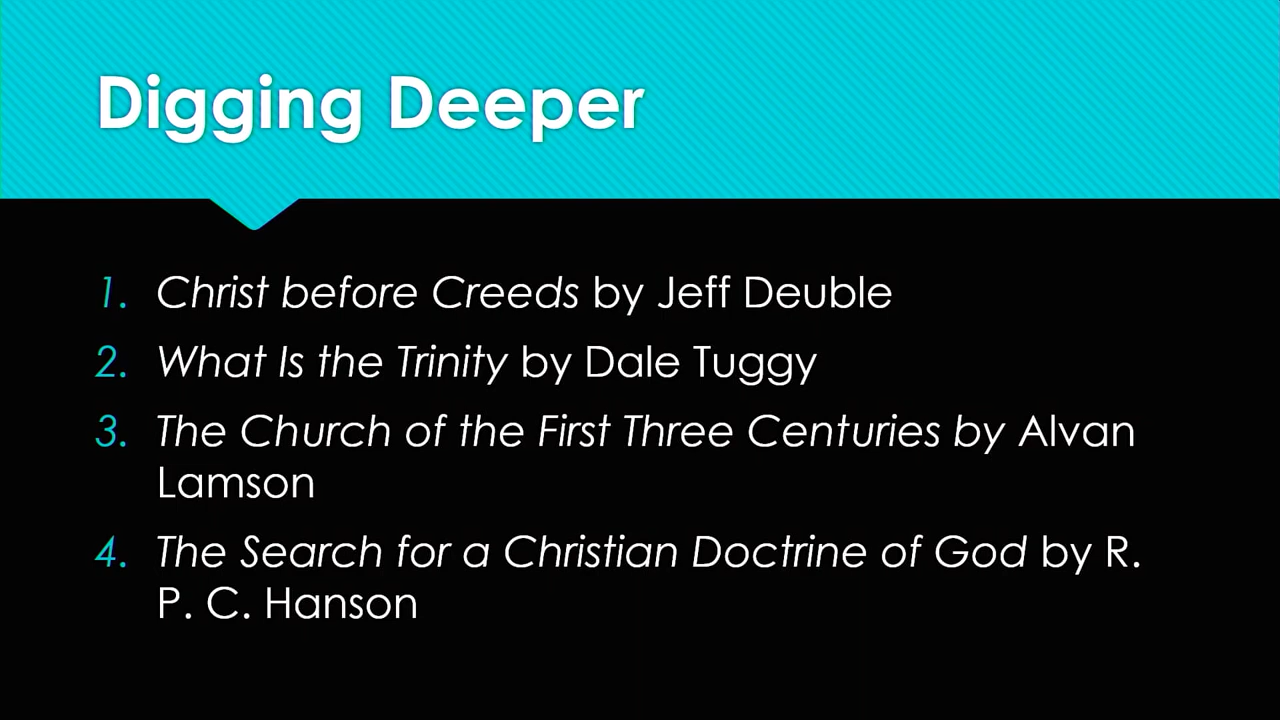 Digging Deeper
1. Christ before Creeds by Jeff Deuble
2. What Is the Trinity by Dale Tuggy
3. The Church of the First Three Centuries by Alvan
Lamson
4. The Search for a Christian Doctrine of God by R.
P. C. Hanson